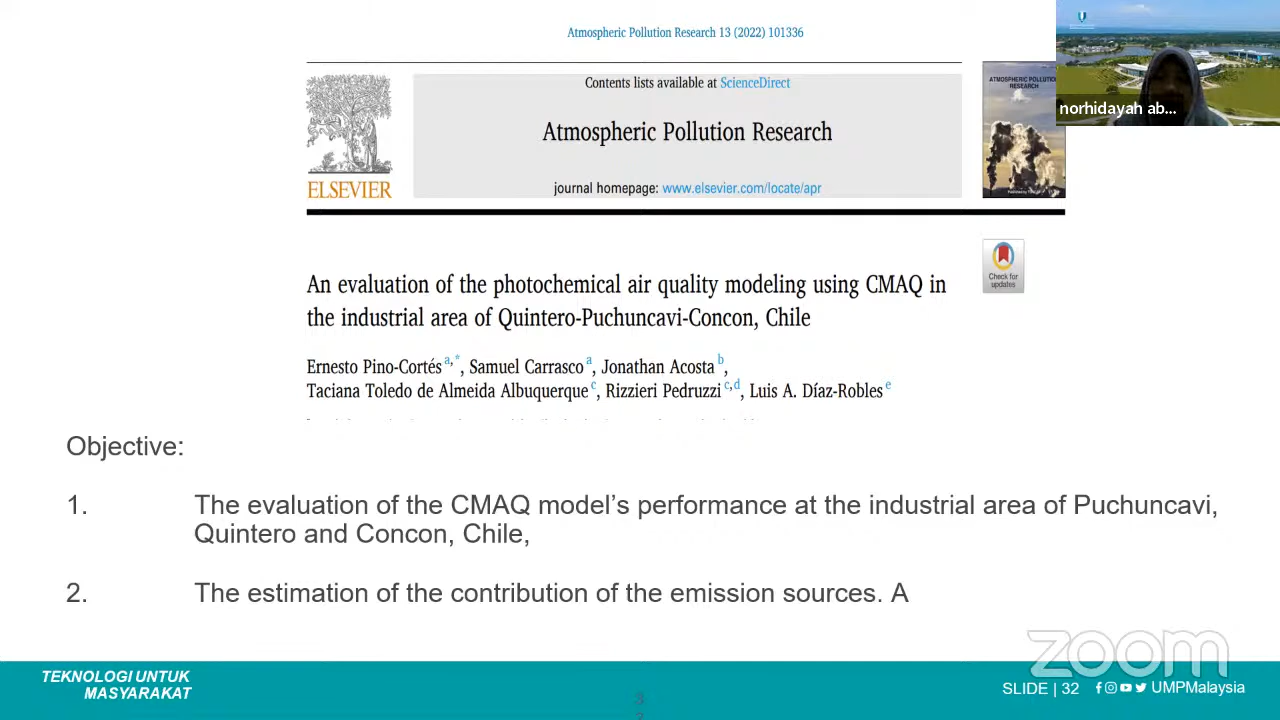 Atmospheric Pollution Research 13 (2022) 101336
Contents lists available at ScienceDirect
Atmospheric Pollution Research
journal homepage: www.elsevier.com/locate/apr
ELSEVIER
ATMOSPHERIC POLLUTION
RESEARCH
norhidayah ab...
Check for
updates
An evaluation of the photochemical air quality modeling using CMAQ in
the industrial area of Quintero-Puchuncavi-Concon, Chile
Ernesto Pino-Cortés a,*, Samuel Carrasco a, Jonathan Acosta b,
Taciana Toledo de Almeida Albuquerque c, Rizzieri Pedruzzi c,d, Luis A. Díaz-Robles e
Objective:
1. The evaluation of the CMAQ model’s performance at the industrial area of Puchuncavi,
Quintero and Concon, Chile,
2. The estimation of the contribution of the emission sources. A
zoom
TEKNOLOGI UNTUK
MASYARAKAT
SLIDE | 32
UMPMalaysia
3